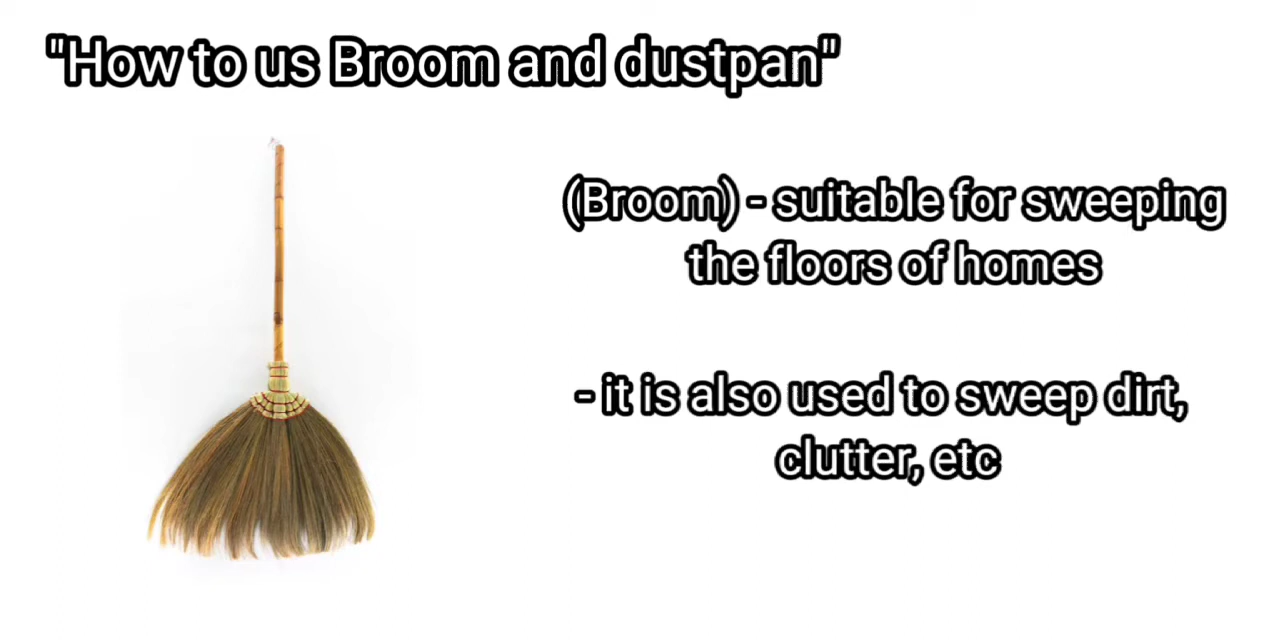 "How to us Broom and dustpan"
(Broom) - suitable for sweeping
the floors of homes
- it is also used to sweep dirt,
clutter, etc